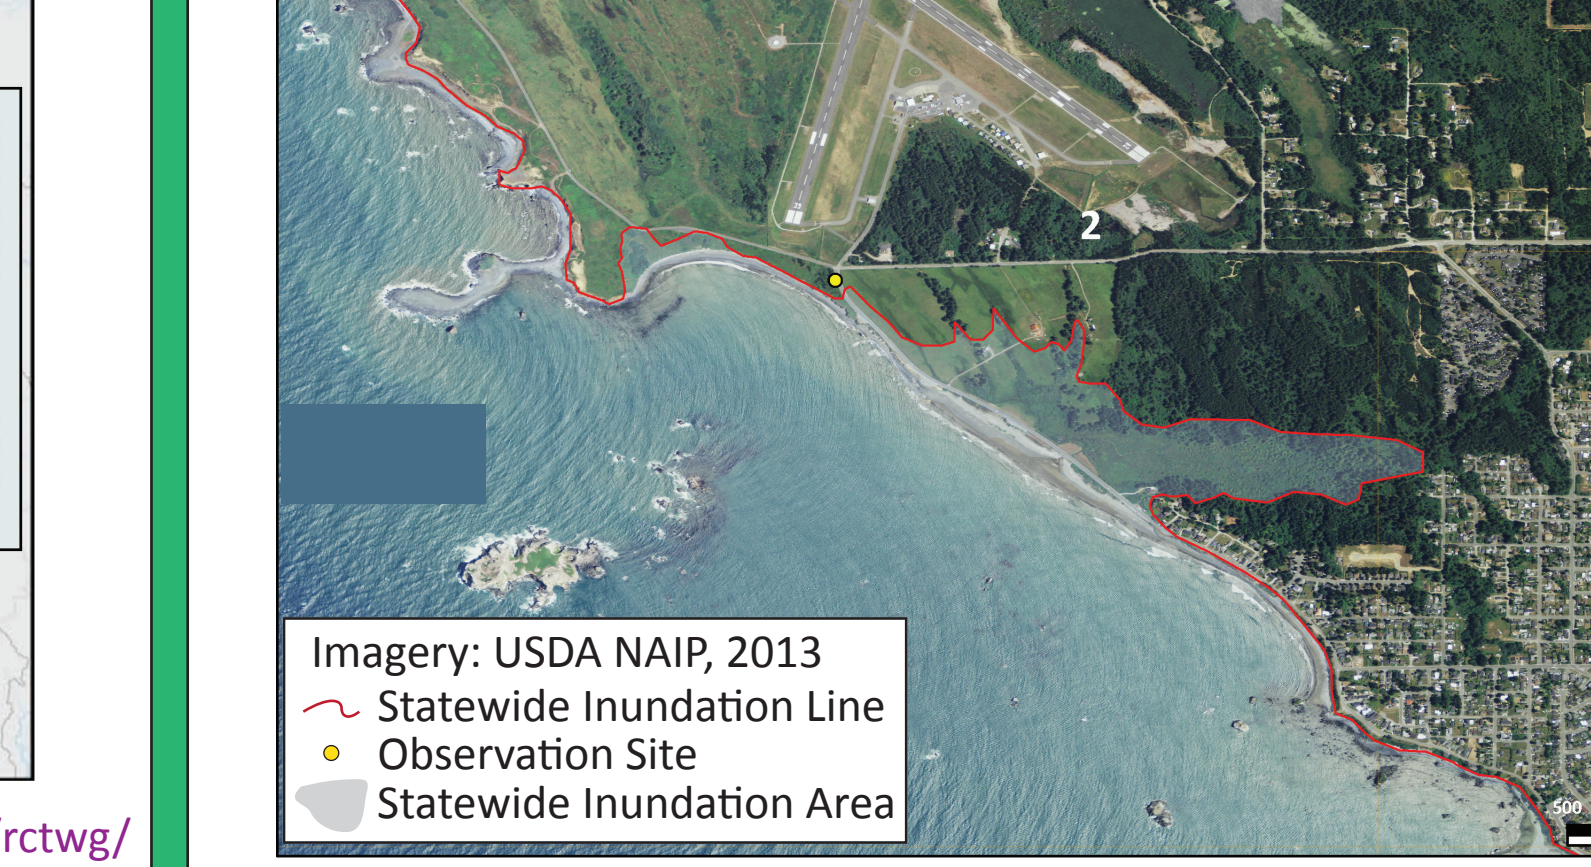 2
Imagery: USDA NAIP, 2013
Statewide Inundation Line
Observation Site
Statewide Inundation Area
500
/rctwg/